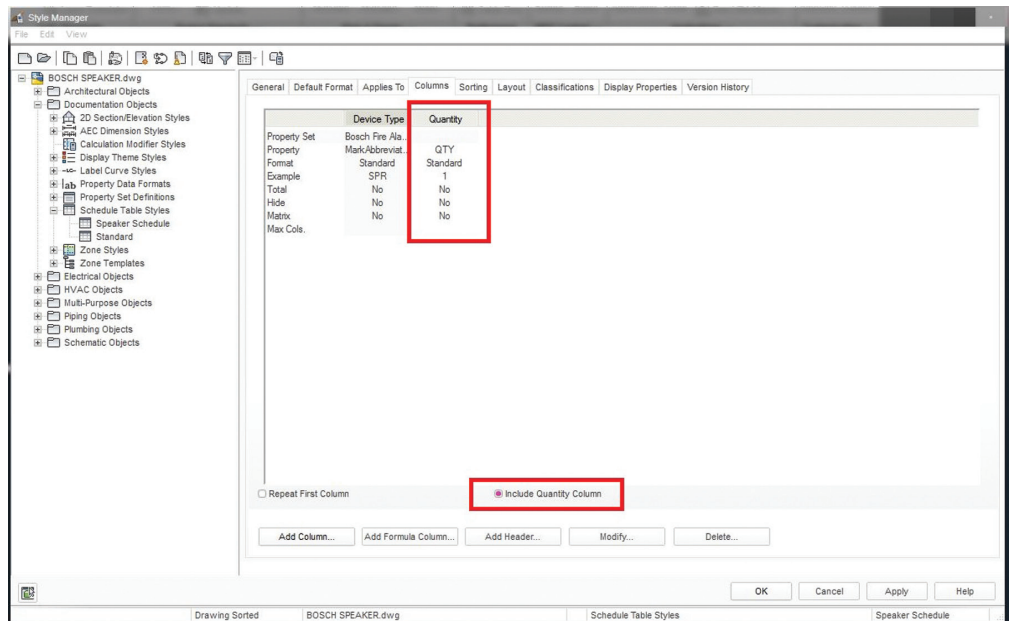 Style Manager
File Edit View
BOSCH SPEAKER.dwg
Architectural Objects
Documentation Objects
2D Section/Elevation Styles
AEC Dimension Styles
Calculation Modifier Styles
Display Theme Styles
Label Curve Styles
Property Data Formats
Property Set Definitions
Schedule Table Styles
Speaker Schedule
Standard
Zone Styles
Zone Templates
Electrical Objects
HVAC Objects
Multi-Purpose Objects
Piping Objects
Plumbing Objects
Schematic Objects
General Default Format Applies To Columns Sorting Layout Classifications Display Properties Version History
Device Type Quantity
Property Set Bosch Fire Ala...
Property MarkAbbreviat... QTY
Format Standard Standard
Example SPR 1
Total No No
Hide No No
Matrix No No
Max Cols.
Repeat First Column Include Quantity Column
Add Column... Add Formula Column... Add Header... Modify... Delete...
OK Cancel Apply Help
Drawing Sorted BOSCH SPEAKER.dwg Schedule Table Styles Speaker Schedule